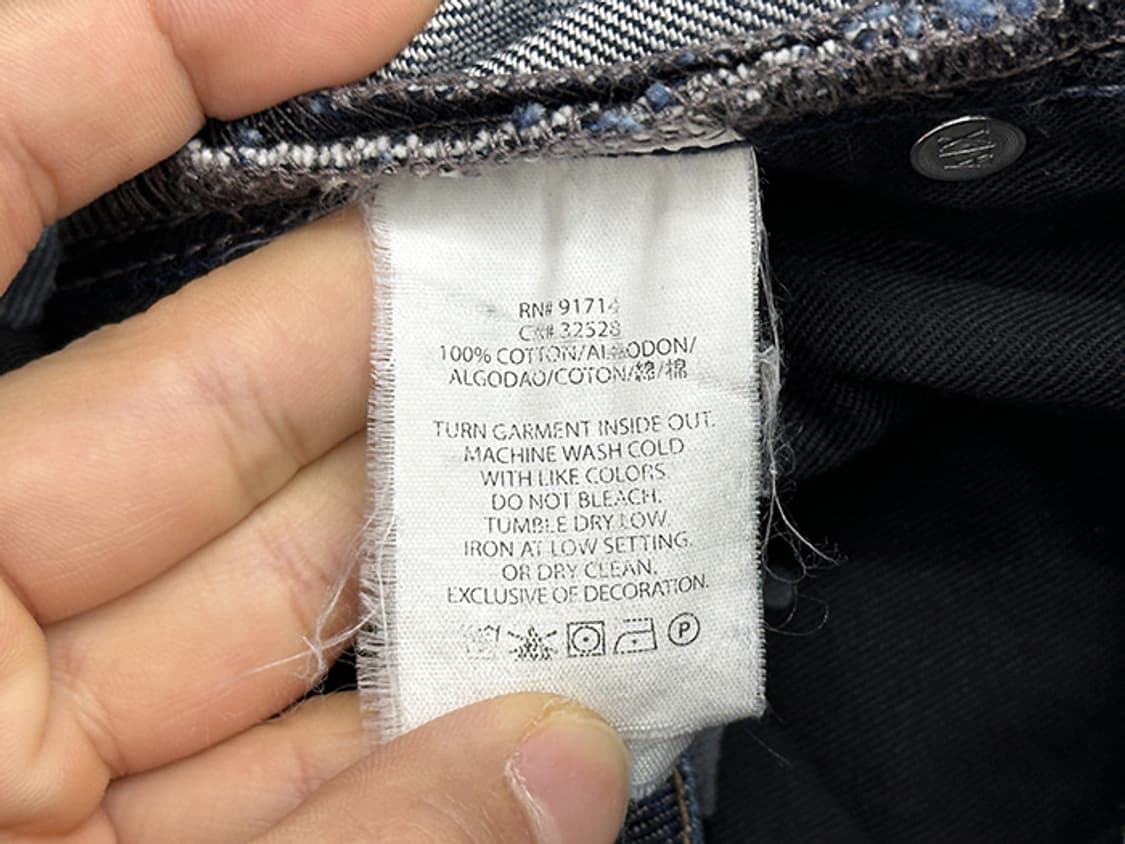 RN# 91714
CA# 32528
100% COTTON/ALGODON/
ALGODAO/COTON/綿/棉
TURN GARMENT INSIDE OUT.
MACHINE WASH COLD
WITH LIKE COLORS.
DO NOT BLEACH.
TUMBLE DRY LOW.
IRON AT LOW SETTING.
OR DRY CLEAN.
EXCLUSIVE OF DECORATION.
P